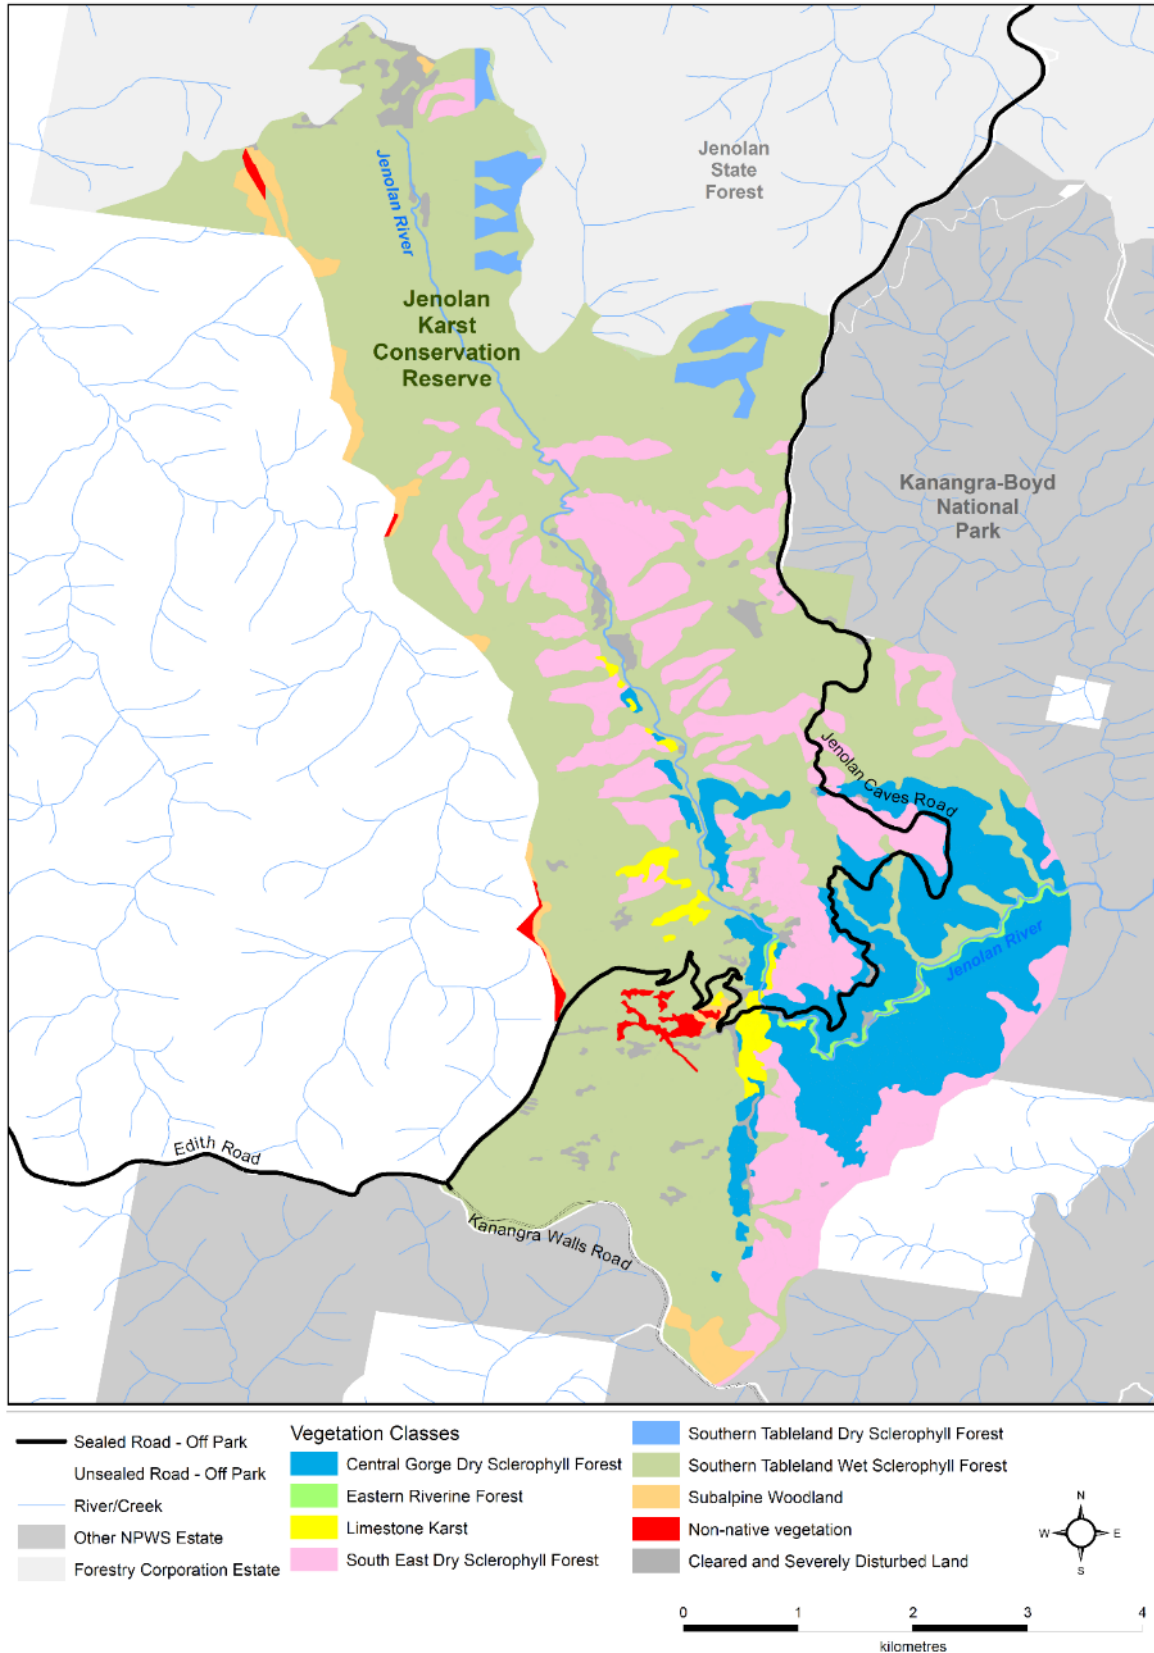 Jenolan
State
Forest
Jenolan River
Jenolan
Karst
Conservation
Reserve
Kanangra-Boyd
National
Park
Jenolan Caves Road
Jenolan River
Edith Road
Kanangra Walls Road
Sealed Road - Off Park
Unsealed Road - Off Park
River/Creek
Other NPWS Estate
Forestry Corporation Estate
Vegetation Classes
Central Gorge Dry Sclerophyll Forest
Eastern Riverine Forest
Limestone Karst
South East Dry Sclerophyll Forest
Southern Tableland Dry Sclerophyll Forest
Southern Tableland Wet Sclerophyll Forest
Subalpine Woodland
Non-native vegetation
Cleared and Severely Disturbed Land
N
W E
S
0 1 2 3 4
kilometres